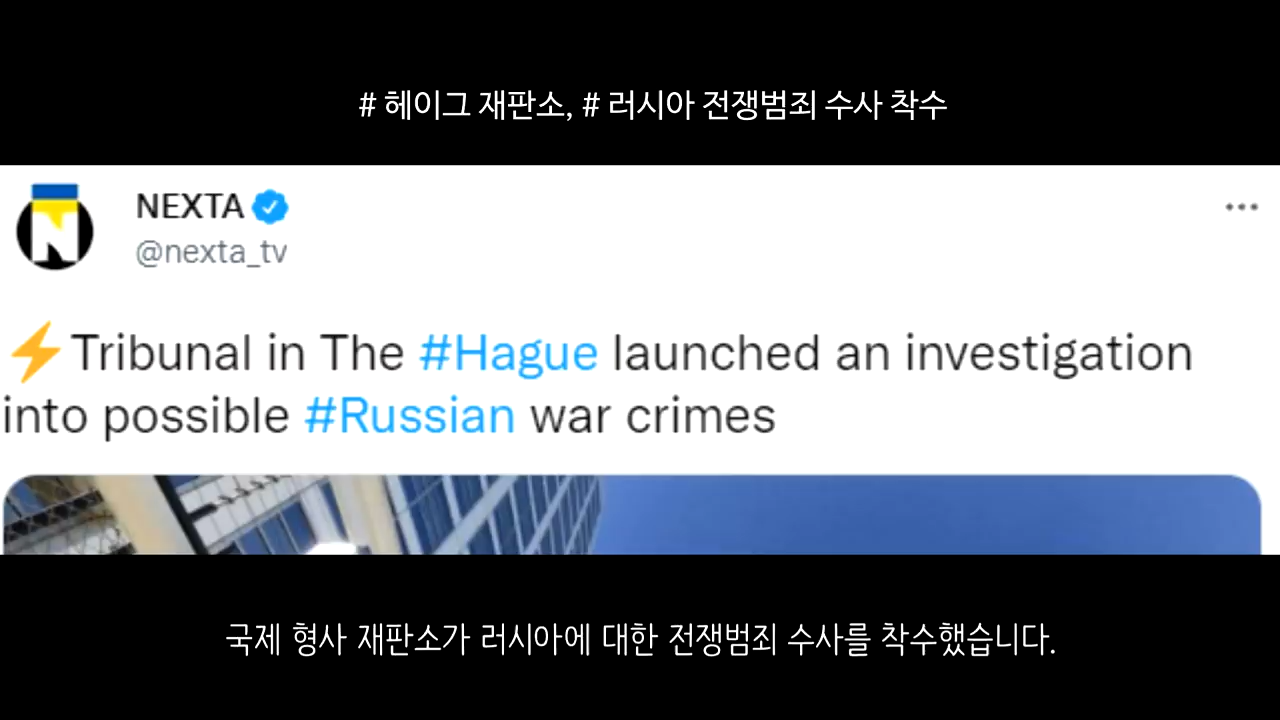 # 헤이그 재판소, # 러시아 전쟁범죄 수사 착수
NEXTA
@nexta_tv
⚡Tribunal in The #Hague launched an investigation
into possible #Russian war crimes
국제 형사 재판소가 러시아에 대한 전쟁범죄 수사를 착수했습니다.